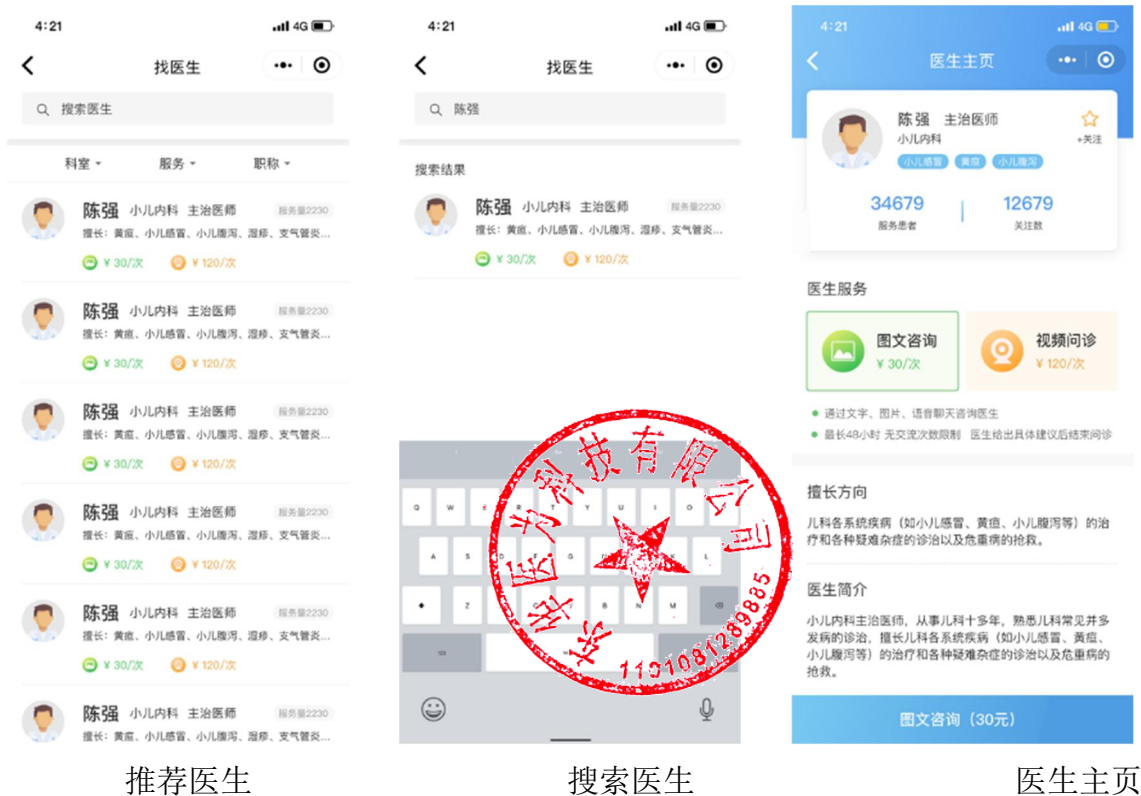 4:21
4G
找医生
搜索医生
科室 服务 职称
陈强 小儿内科 主治医师 服务量2230
擅长：黄疸、小儿感冒、小儿腹泻、湿疹、支气管炎...
¥ 30/次 ¥ 120/次
陈强 小儿内科 主治医师 服务量2230
擅长：黄疸、小儿感冒、小儿腹泻、湿疹、支气管炎...
¥ 30/次 ¥ 120/次
陈强 小儿内科 主治医师 服务量2230
擅长：黄疸、小儿感冒、小儿腹泻、湿疹、支气管炎...
¥ 30/次 ¥ 120/次
陈强 小儿内科 主治医师 服务量2230
擅长：黄疸、小儿感冒、小儿腹泻、湿疹、支气管炎...
¥ 30/次 ¥ 120/次
陈强 小儿内科 主治医师 服务量2230
擅长：黄疸、小儿感冒、小儿腹泻、湿疹、支气管炎...
¥ 30/次 ¥ 120/次
陈强 小儿内科 主治医师 服务量2230
擅长：黄疸、小儿感冒、小儿腹泻、湿疹、支气管炎...
推荐医生
4:21
4G
找医生
陈强
搜索结果
陈强 小儿内科 主治医师 服务量2230
擅长：黄疸、小儿感冒、小儿腹泻、湿疹、支气管炎...
¥ 30/次 ¥ 120/次
Q W E R T Y U I O
A S D F G K L
Z C B N M
123
医为科技有限公司
1101081289885
搜索医生
4:21
4G
医生主页
陈强 主治医师
小儿内科
+关注
小儿感冒 黄疸 小儿腹泻
34679 12679
服务患者 关注数
医生服务
图文咨询 视频问诊
¥ 30/次 ¥ 120/次
通过文字、图片、语音聊天咨询医生
最长48小时 无交流次数限制 医生给出具体建议后结束问诊
擅长方向
儿科各系统疾病（如小儿感冒、黄疸、小儿腹泻等）的治
疗和各种疑难杂症的诊治以及危重病的抢救。
医生简介
小儿内科主治医师，从事儿科十多年，熟悉儿科常见并多
发病的诊治，擅长儿科各系统疾病（如小儿感冒、黄疸、
小儿腹泻等）的治疗和各种疑难杂症的诊治以及危重病的
抢救。
图文咨询（30元）
医生主页